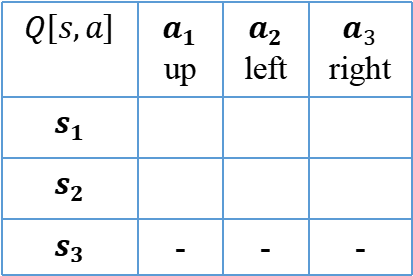 Q[s, a] a₁ up a₂ left a₃ right
s₁
s₂
s₃ - - -